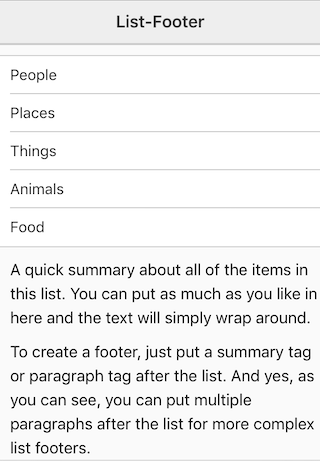 List-Footer
People
Places
Things
Animals
Food
A quick summary about all of the items in
this list. You can put as much as you like in
here and the text will simply wrap around.
To create a footer, just put a summary tag
or paragraph tag after the list. And yes, as
you can see, you can put multiple
paragraphs after the list for more complex
list footers.